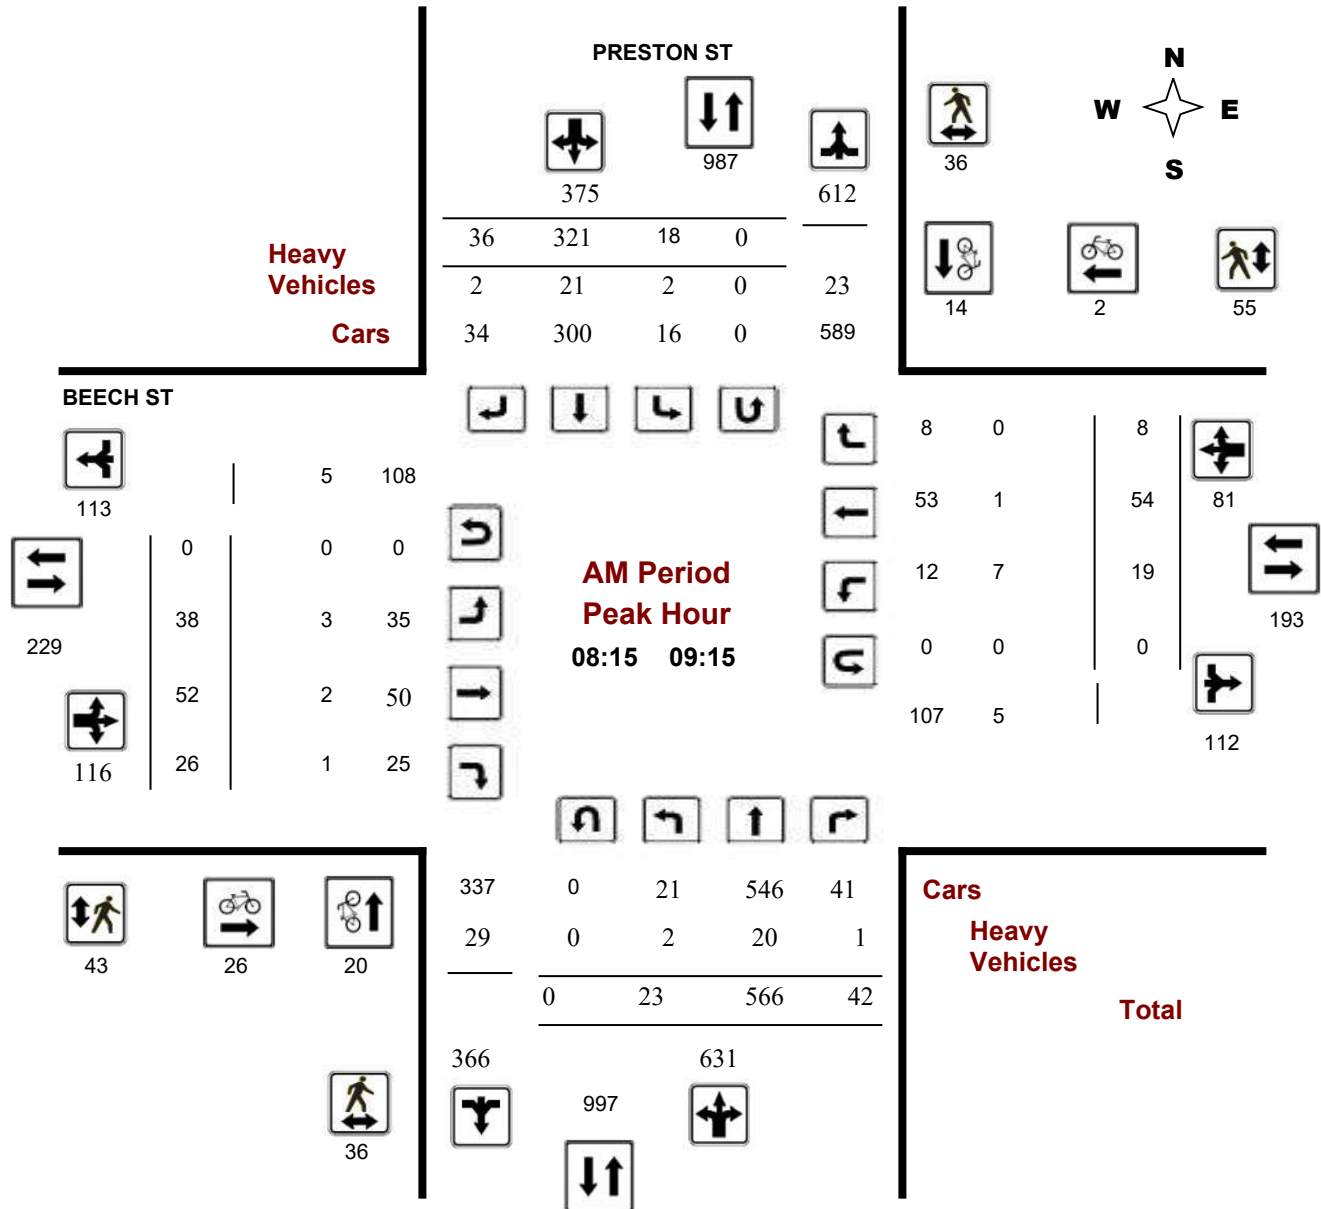 PRESTON ST
N
W E
S
987
36
375 612
36 321 18 0
Heavy
Vehicles
2 21 2 0 23
14 2 55
Cars
34 300 16 0 589
BEECH ST
8 0 8
5 108
113
53 1 54 81
0 0 0
AM Period
12 7 19
Peak Hour
38 3 35
193
229
08:15 09:15
0 0 0
52 2 50
107 5
112
116 26 1 25
337 0 21 546 41
Cars
29 0 2 20 1
Heavy
Vehicles
43 26 20
0 23 566 42
Total
366 631
997
36